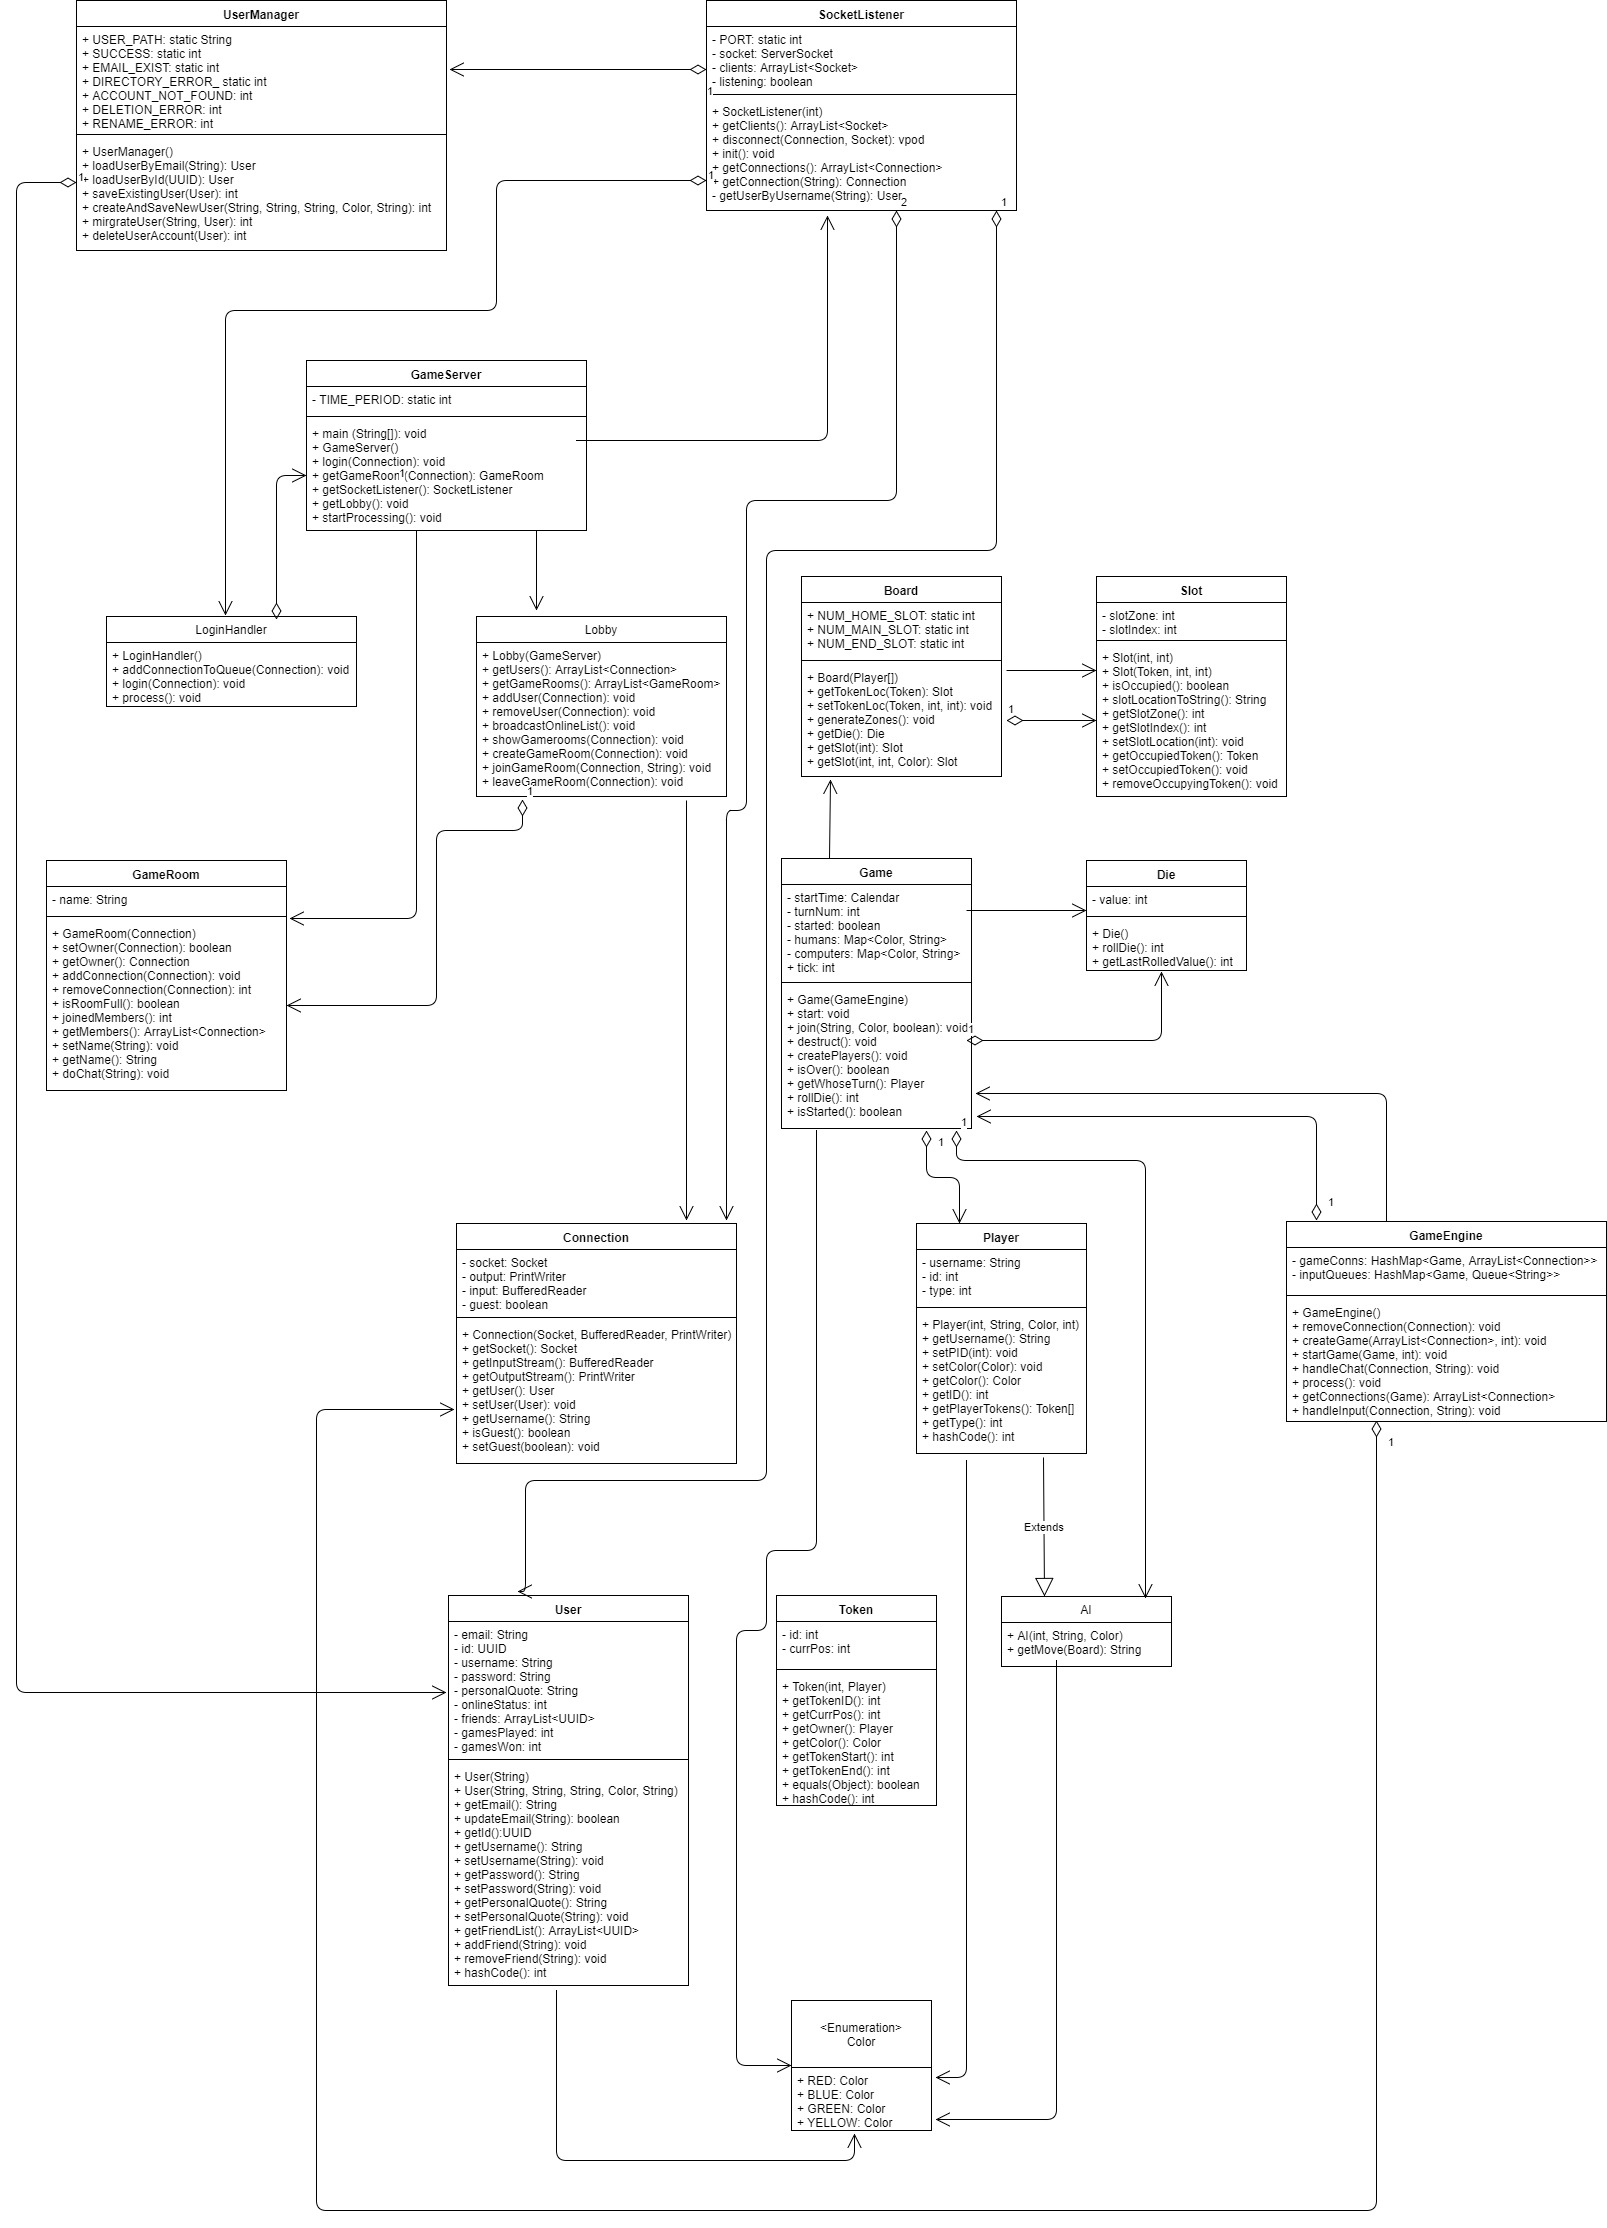 UserManager
+ USER_PATH: static String
+ SUCCESS: static int
+ EMAIL_EXIST: static int
+ DIRECTORY_ERROR_ static int
+ ACCOUNT_NOT_FOUND: int
+ DELETION_ERROR: int
+ RENAME_ERROR: int
+ UserManager()
+ loadUserByEmail(String): User
+ loadUserById(UUID): User
+ saveExistingUser(User): int
+ createAndSaveNewUser(String, String, String, Color, String): int
+ mirgrateUser(String, User): int
+ deleteUserAccount(User): int
1
SocketListener
- PORT: static int
- socket: ServerSocket
- clients: ArrayList<Socket>
- listening: boolean
1
+ SocketListener(int)
+ getClients(): ArrayList<Socket>
+ disconnect(Connection, Socket): vpod
+ init(): void
+ getConnections(): ArrayList<Connection>
+ getConnection(String): Connection
- getUserByUsername(String): User
1
2
1
GameServer
- TIME_PERIOD: static int
+ main (String[]): void
+ GameServer()
+ login(Connection): void
+ getGameRoom(Connection): GameRoom
+ getSocketListener(): SocketListener
+ getLobby(): void
+ startProcessing(): void
1
LoginHandler
+ LoginHandler()
+ addConnectionToQueue(Connection): void
+ login(Connection): void
+ process(): void
Lobby
+ Lobby(GameServer)
+ getUsers(): ArrayList<Connection>
+ getGameRooms(): ArrayList<GameRoom>
+ addUser(Connection): void
+ removeUser(Connection): void
+ broadcastOnlineList(): void
+ showGamerooms(Connection): void
+ createGameRoom(Connection): void
+ joinGameRoom(Connection, String): void
+ leaveGameRoom(Connection): void
1
Board
+ NUM_HOME_SLOT: static int
+ NUM_MAIN_SLOT: static int
+ NUM_END_SLOT: static int
+ Board(Player[])
+ getTokenLoc(Token): Slot
+ setTokenLoc(Token, int, int): void
+ generateZones(): void
+ getDie(): Die
+ getSlot(int): Slot
+ getSlot(int, int, Color): Slot
1
Slot
- slotZone: int
- slotIndex: int
+ Slot(int, int)
+ Slot(Token, int, int)
+ isOccupied(): boolean
+ slotLocationToString(): String
+ getSlotZone(): int
+ getSlotIndex(): int
+ setSlotLocation(int): void
+ getOccupiedToken(): Token
+ setOccupiedToken(): void
+ removeOccupyingToken(): void
GameRoom
- name: String
+ GameRoom(Connection)
+ setOwner(Connection): boolean
+ getOwner(): Connection
+ addConnection(Connection): void
+ removeConnection(Connection): int
+ isRoomFull(): boolean
+ joinedMembers(): int
+ getMembers(): ArrayList<Connection>
+ setName(String): void
+ getName(): String
+ doChat(String): void
Game
- startTime: Calendar
- turnNum: int
- started: boolean
- humans: Map<Color, String>
- computers: Map<Color, String>
+ tick: int
+ Game(GameEngine)
+ start: void
+ join(String, Color, boolean): void
+ destruct(): void
+ createPlayers(): void
+ isOver(): boolean
+ getWhoseTurn(): Player
+ rollDie(): int
+ isStarted(): boolean
1
1
1
Die
- value: int
+ Die()
+ rollDie(): int
+ getLastRolledValue(): int
Connection
- socket: Socket
- output: PrintWriter
- input: BufferedReader
- guest: boolean
+ Connection(Socket, BufferedReader, PrintWriter)
+ getSocket(): Socket
+ getInputStream(): BufferedReader
+ getOutputStream(): PrintWriter
+ getUser(): User
+ setUser(User): void
+ getUsername(): String
+ isGuest(): boolean
+ setGuest(boolean): void
Player
- username: String
- id: int
- type: int
+ Player(int, String, Color, int)
+ getUsername(): String
+ setPID(int): void
+ setColor(Color): void
+ getColor(): Color
+ getID(): int
+ getPlayerTokens(): Token[]
+ getType(): int
+ hashCode(): int
Extends
1
GameEngine
- gameConns: HashMap<Game, ArrayList<Connection>>
- inputQueues: HashMap<Game, Queue<String>>
+ GameEngine()
+ removeConnection(Connection): void
+ createGame(ArrayList<Connection>, int): void
+ startGame(Game, int): void
+ handleChat(Connection, String): void
+ process(): void
+ getConnections(Game): ArrayList<Connection>
+ handleInput(Connection, String): void
1
User
- email: String
- id: UUID
- username: String
- password: String
- personalQuote: String
- onlineStatus: int
- friends: ArrayList<UUID>
- gamesPlayed: int
- gamesWon: int
+ User(String)
+ User(String, String, String, Color, String)
+ getEmail(): String
+ updateEmail(String): boolean
+ getId():UUID
+ getUsername(): String
+ setUsername(String): void
+ getPassword(): String
+ setPassword(String): void
+ getPersonalQuote(): String
+ setPersonalQuote(String): void
+ getFriendList(): ArrayList<UUID>
+ addFriend(String): void
+ removeFriend(String): void
+ hashCode(): int
Token
- id: int
- currPos: int
+ Token(int, Player)
+ getTokenID(): int
+ getCurrPos(): int
+ getOwner(): Player
+ getColor(): Color
+ getTokenStart(): int
+ getTokenEnd(): int
+ equals(Object): boolean
+ hashCode(): int
AI
+ AI(int, String, Color)
+ getMove(Board): String
<Enumeration>
Color
+ RED: Color
+ BLUE: Color
+ GREEN: Color
+ YELLOW: Color